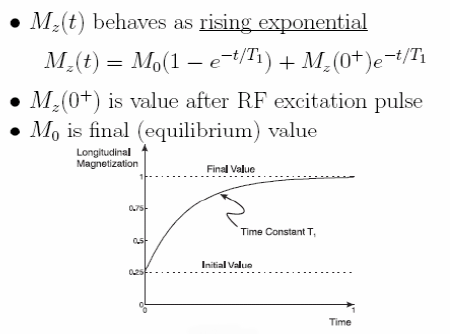 • M_z(t) behaves as rising exponential
M_z(t) = M_0(1 − e^{−t/T_1}) + M_z(0^+)e^{−t/T_1}
• M_z(0^+) is value after RF excitation pulse
• M_0 is final (equilibrium) value
Longitudinal
Magnetization
Final Value
1
0.75
Time Constant T,
0.5
Initial Value
0.25
0
0
1
Time